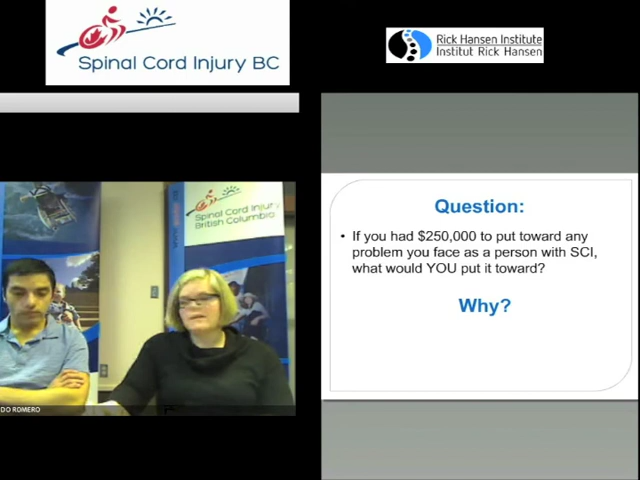 Spinal Cord Injury BC
Rick Hansen Institute
Institut Rick Hansen
Spinal Cord Injury
British Columbia
DO ROMERO
Question:
• If you had $250,000 to put toward any
problem you face as a person with SCI,
what would YOU put it toward?
Why?